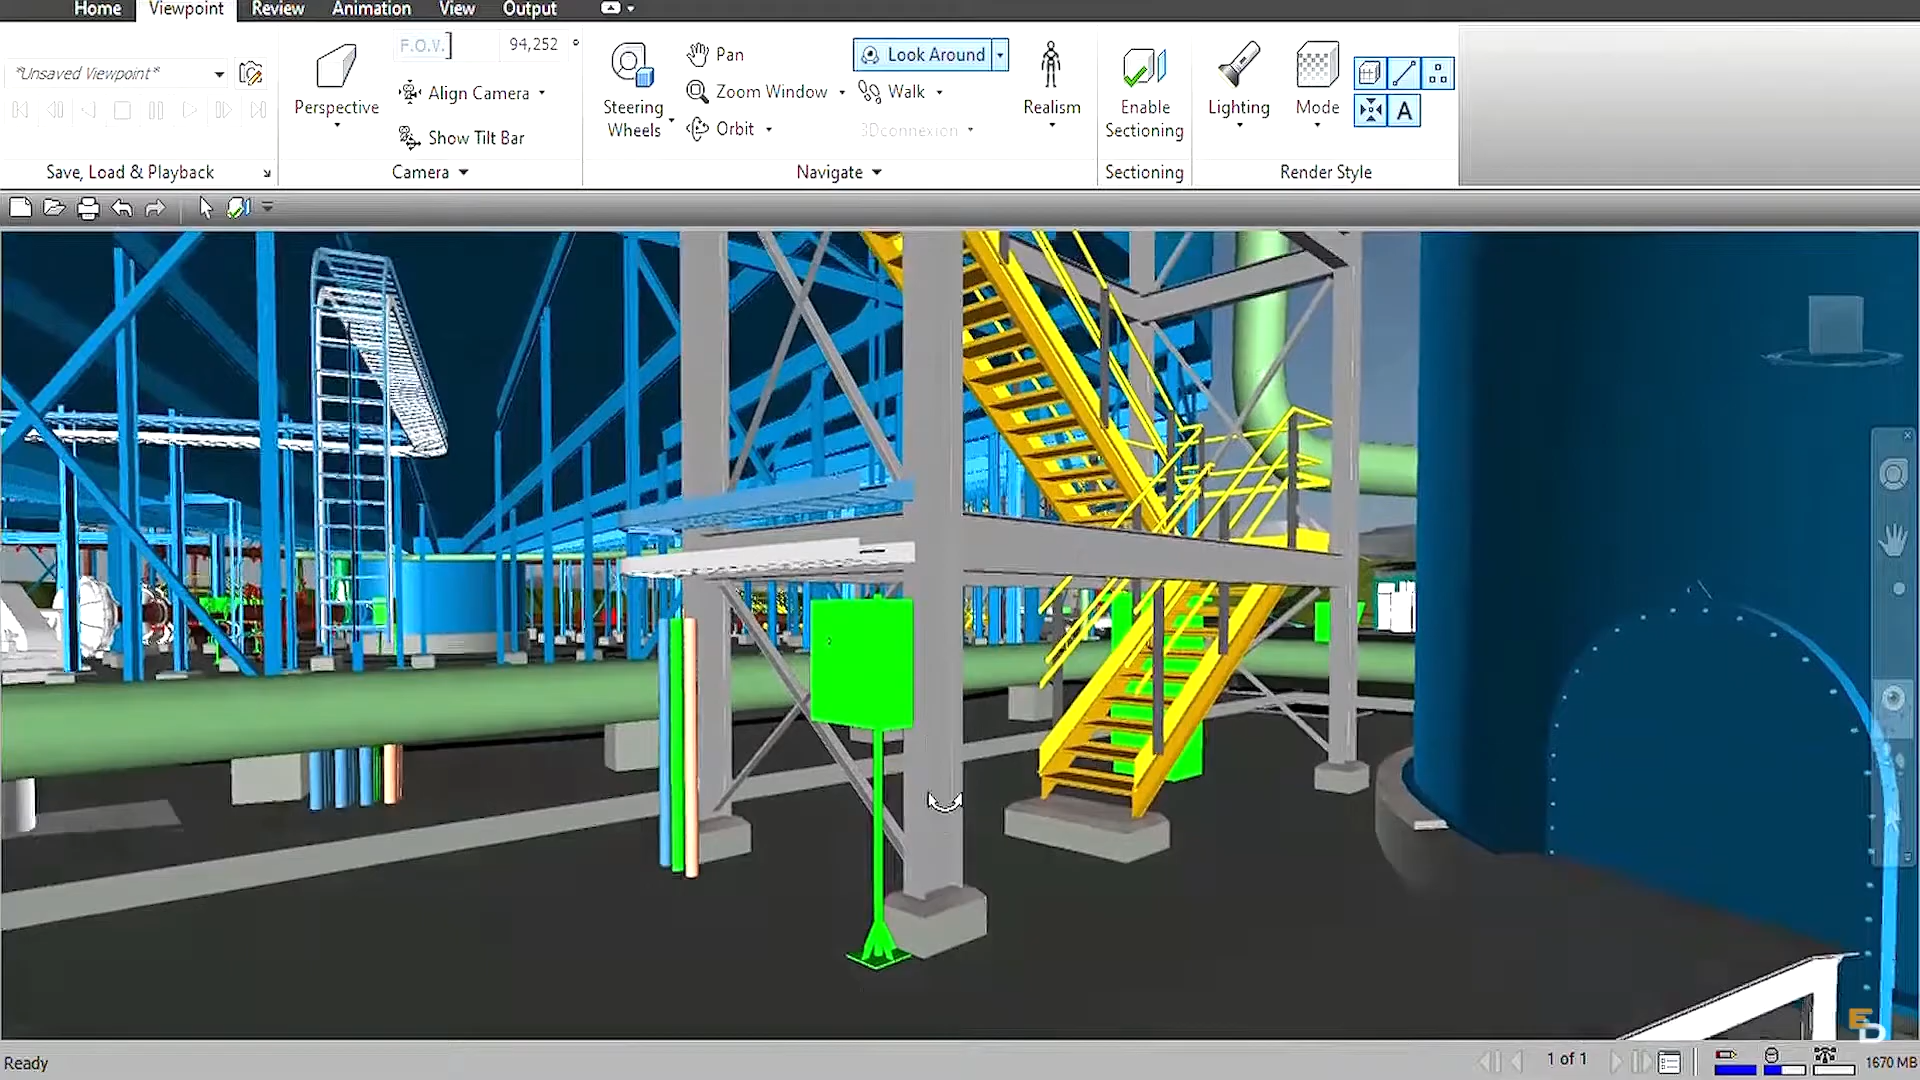 Home Viewpoint Review Animation View Output
*Unsaved Viewpoint*
Save, Load & Playback
Perspective
F.O.V. 94,252 °
Align Camera
Show Tilt Bar
Camera
Steering
Wheels
Pan
Zoom Window
Orbit
Look Around
Walk
3Dconnexion
Navigate
Realism
Enable
Sectioning
Sectioning
Lighting
Mode
A
Render Style
ED
Ready
1 of 1
1670 MB